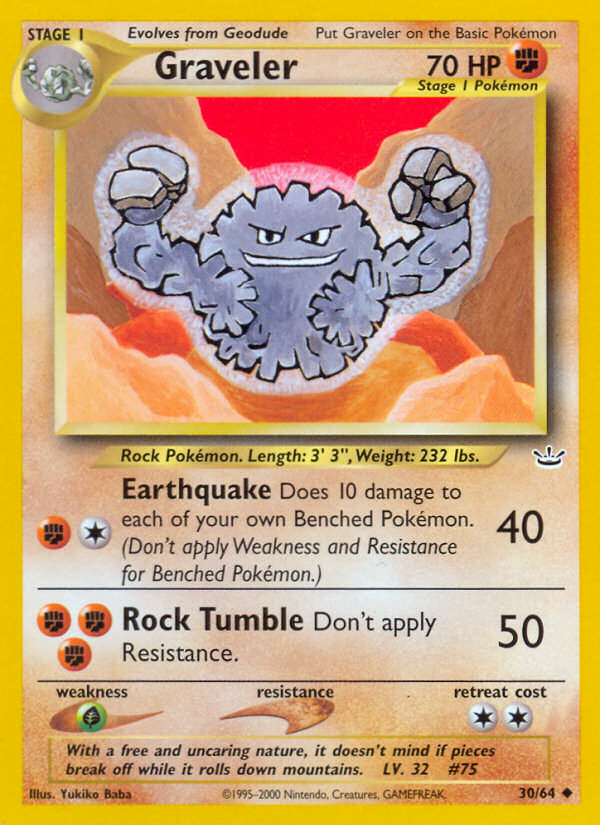 STAGE 1 Evolves from Geodude Put Graveler on the Basic Pokémon
Graveler 70 HP
Stage 1 Pokémon
Rock Pokémon. Length: 3' 3", Weight: 232 lbs.
Earthquake Does 10 damage to
each of your own Benched Pokémon. 40
(Don't apply Weakness and Resistance
for Benched Pokémon.)
Rock Tumble Don't apply 50
Resistance.
weakness resistance retreat cost
With a free and uncaring nature, it doesn't mind if pieces
break off while it rolls down mountains. LV. 32 #75
Illus. Yukiko Baba ©1995–2000 Nintendo, Creatures, GAMEFREAK. 30/64